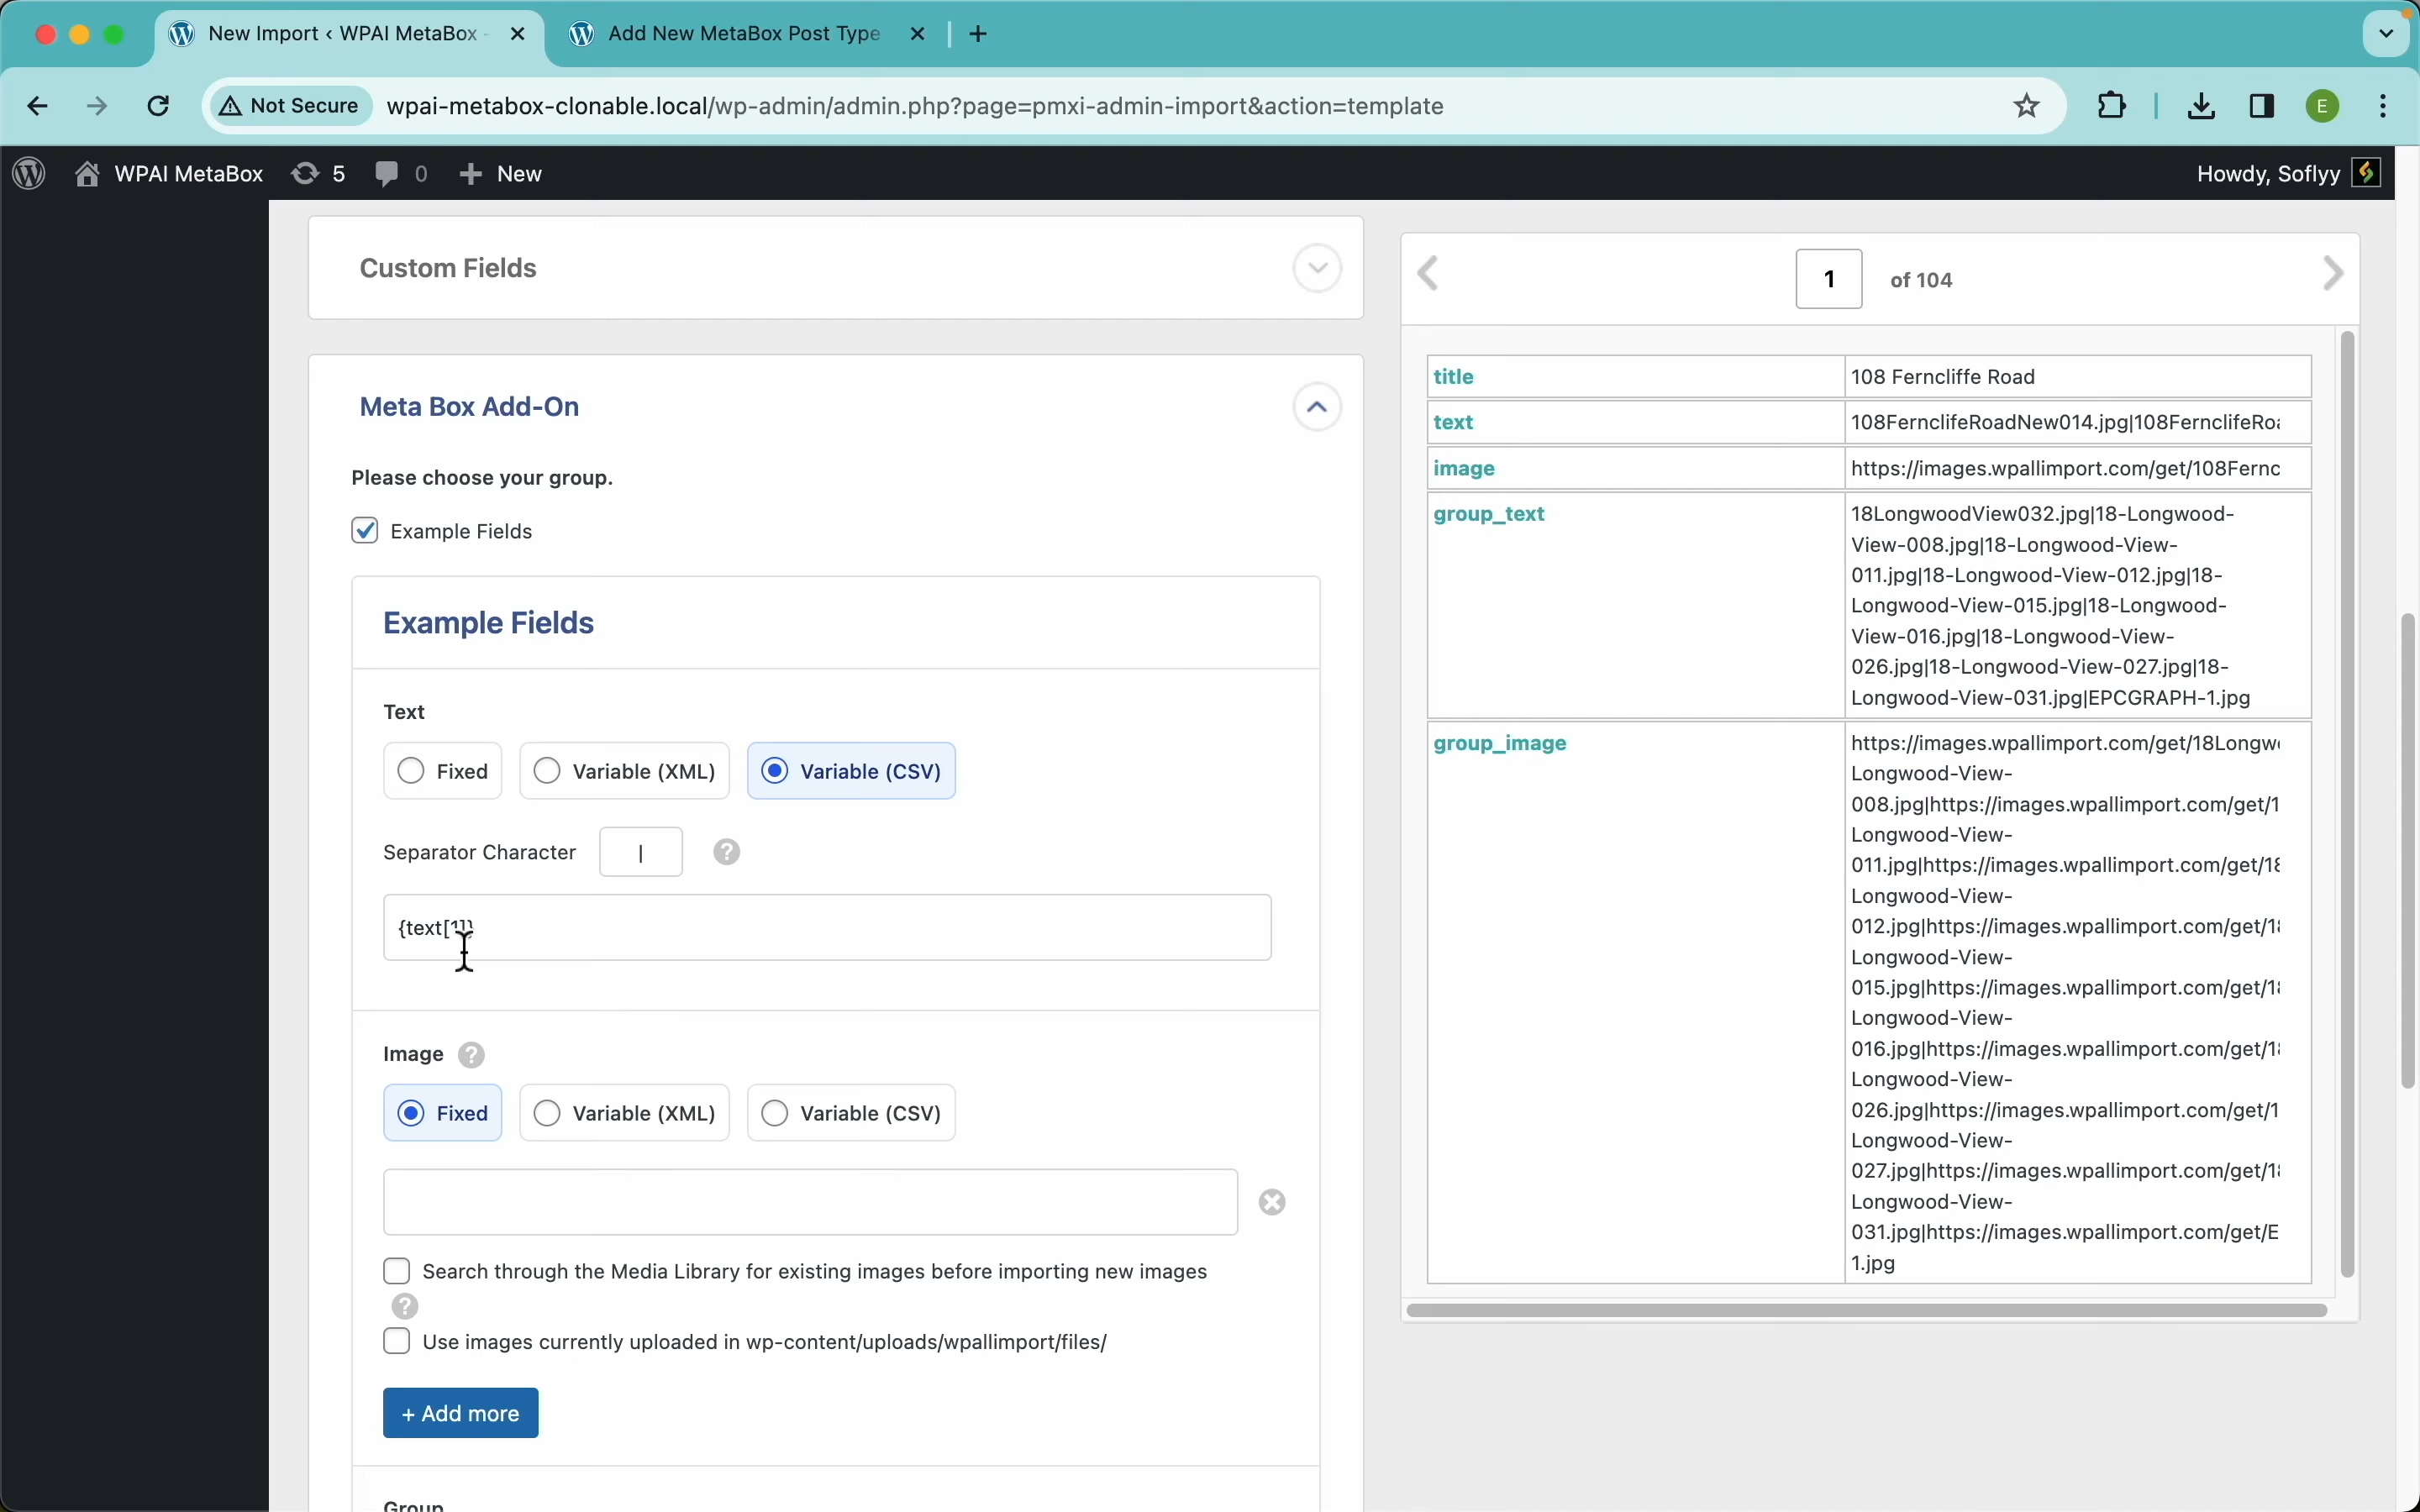 New Import ‹ WPAI MetaBox -
Add New MetaBox Post Type
Not Secure
wpai-metabox-clonable.local/wp-admin/admin.php?page=pmxi-admin-import&action=template
E
WPAI MetaBox
5
0
New
Howdy, Soflyy
Custom Fields
Meta Box Add-On
Please choose your group.
Example Fields
Example Fields
Text
Fixed
Variable (XML)
Variable (CSV)
Separator Character
|
?
{text[1]}
Image
?
Fixed
Variable (XML)
Variable (CSV)
Search through the Media Library for existing images before importing new images
?
Use images currently uploaded in wp-content/uploads/wpallimport/files/
+ Add more
Group
1
of 104
title
108 Ferncliffe Road
text
108FernclifeRoadNew014.jpg|108FernclifeRoa
image
https://images.wpallimport.com/get/108Fernc
group_text
18LongwoodView032.jpg|18-Longwood-
View-008.jpg|18-Longwood-View-
011.jpg|18-Longwood-View-012.jpg|18-
Longwood-View-015.jpg|18-Longwood-
View-016.jpg|18-Longwood-View-
026.jpg|18-Longwood-View-027.jpg|18-
Longwood-View-031.jpg|EPCGRAPH-1.jpg
group_image
https://images.wpallimport.com/get/18Longw
Longwood-View-
008.jpg|https://images.wpallimport.com/get/1
Longwood-View-
011.jpg|https://images.wpallimport.com/get/18
Longwood-View-
012.jpg|https://images.wpallimport.com/get/18
Longwood-View-
015.jpg|https://images.wpallimport.com/get/18
Longwood-View-
016.jpg|https://images.wpallimport.com/get/18
Longwood-View-
026.jpg|https://images.wpallimport.com/get/1
Longwood-View-
027.jpg|https://images.wpallimport.com/get/18
Longwood-View-
031.jpg|https://images.wpallimport.com/get/E
1.jpg